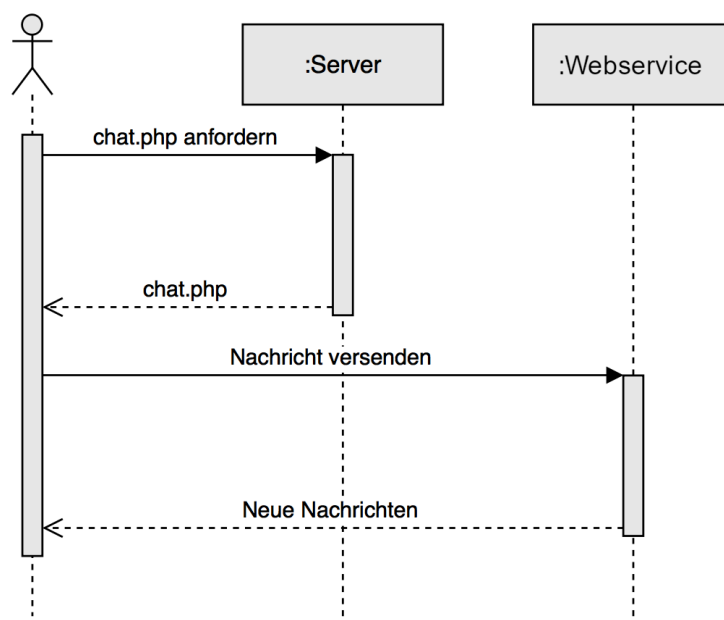 :Server
:Webservice
chat.php anfordern
chat.php
Nachricht versenden
Neue Nachrichten